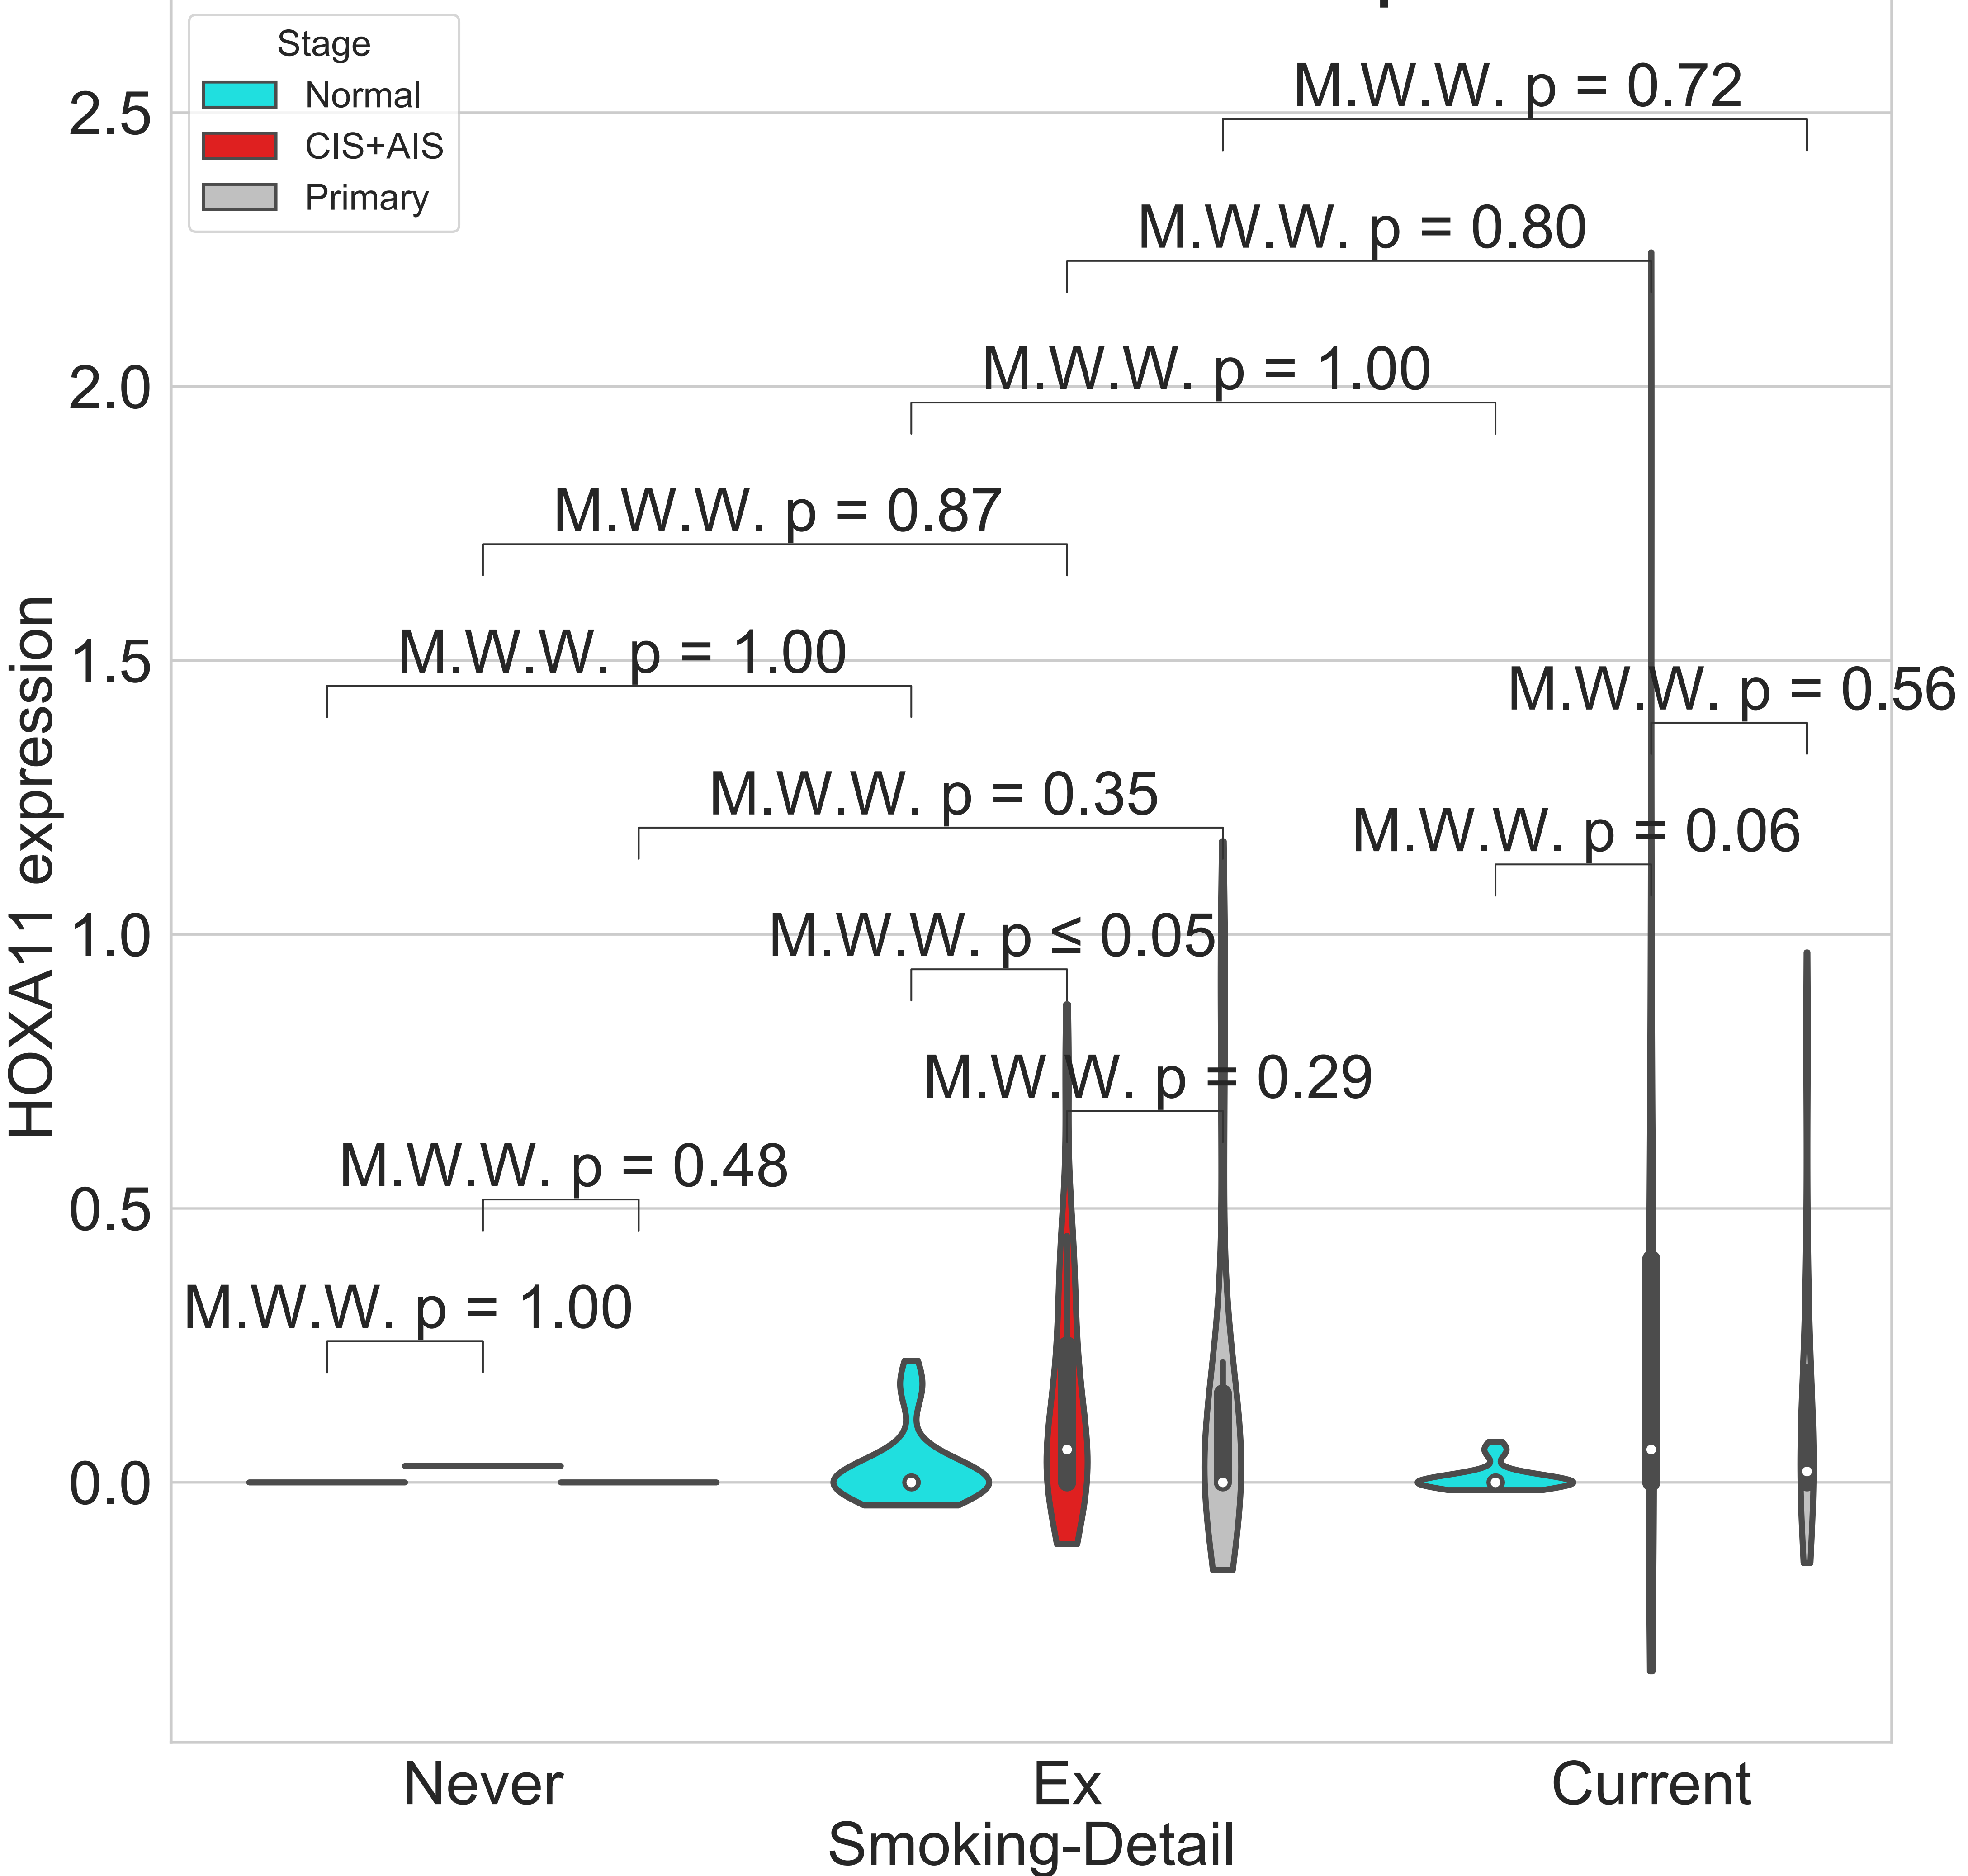 Stage
Normal
CIS+AIS
Primary
M.W.W. p = 0.72
M.W.W. p = 0.80
M.W.W. p = 1.00
M.W.W. p = 0.87
M.W.W. p = 1.00
M.W.W. p = 0.56
M.W.W. p = 0.35
M.W.W. p = 0.06
M.W.W. p ≤ 0.05
M.W.W. p = 0.29
M.W.W. p = 0.48
M.W.W. p = 1.00
2.5
2.0
1.5
1.0
0.5
0.0
HOXA11 expression
Never
Ex
Current
Smoking-Detail